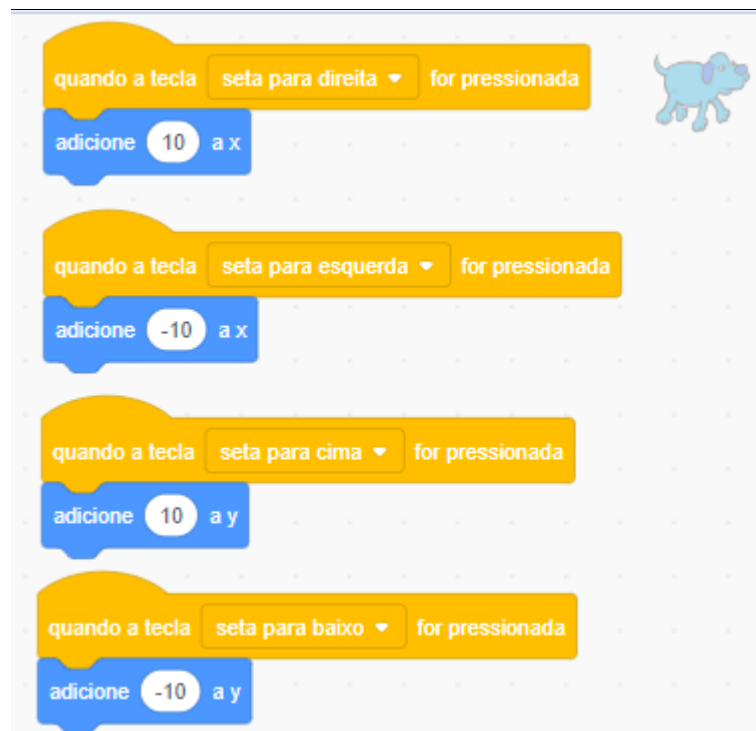 quando a tecla seta para direita for pressionada
adicione 10 a x
quando a tecla seta para esquerda for pressionada
adicione -10 a x
quando a tecla seta para cima for pressionada
adicione 10 a y
quando a tecla seta para baixo for pressionada
adicione -10 a y